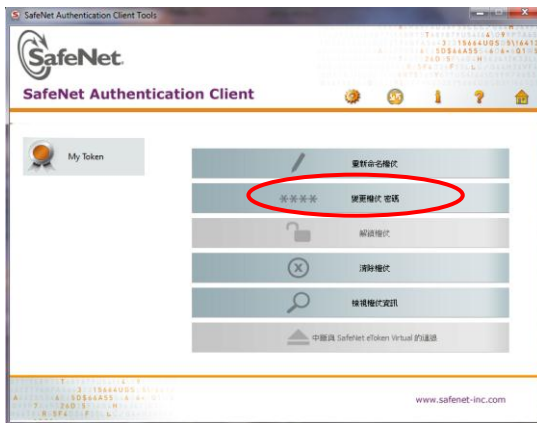 SafeNet Authentication Client Tools
SafeNet.
SafeNet Authentication Client
My Token
重新命名權杖
變更權杖 密碼
解鎖權杖
清除權杖
檢視權杖資訊
中斷與 SafeNet eToken Virtual 的連線
www.safenet-inc.com